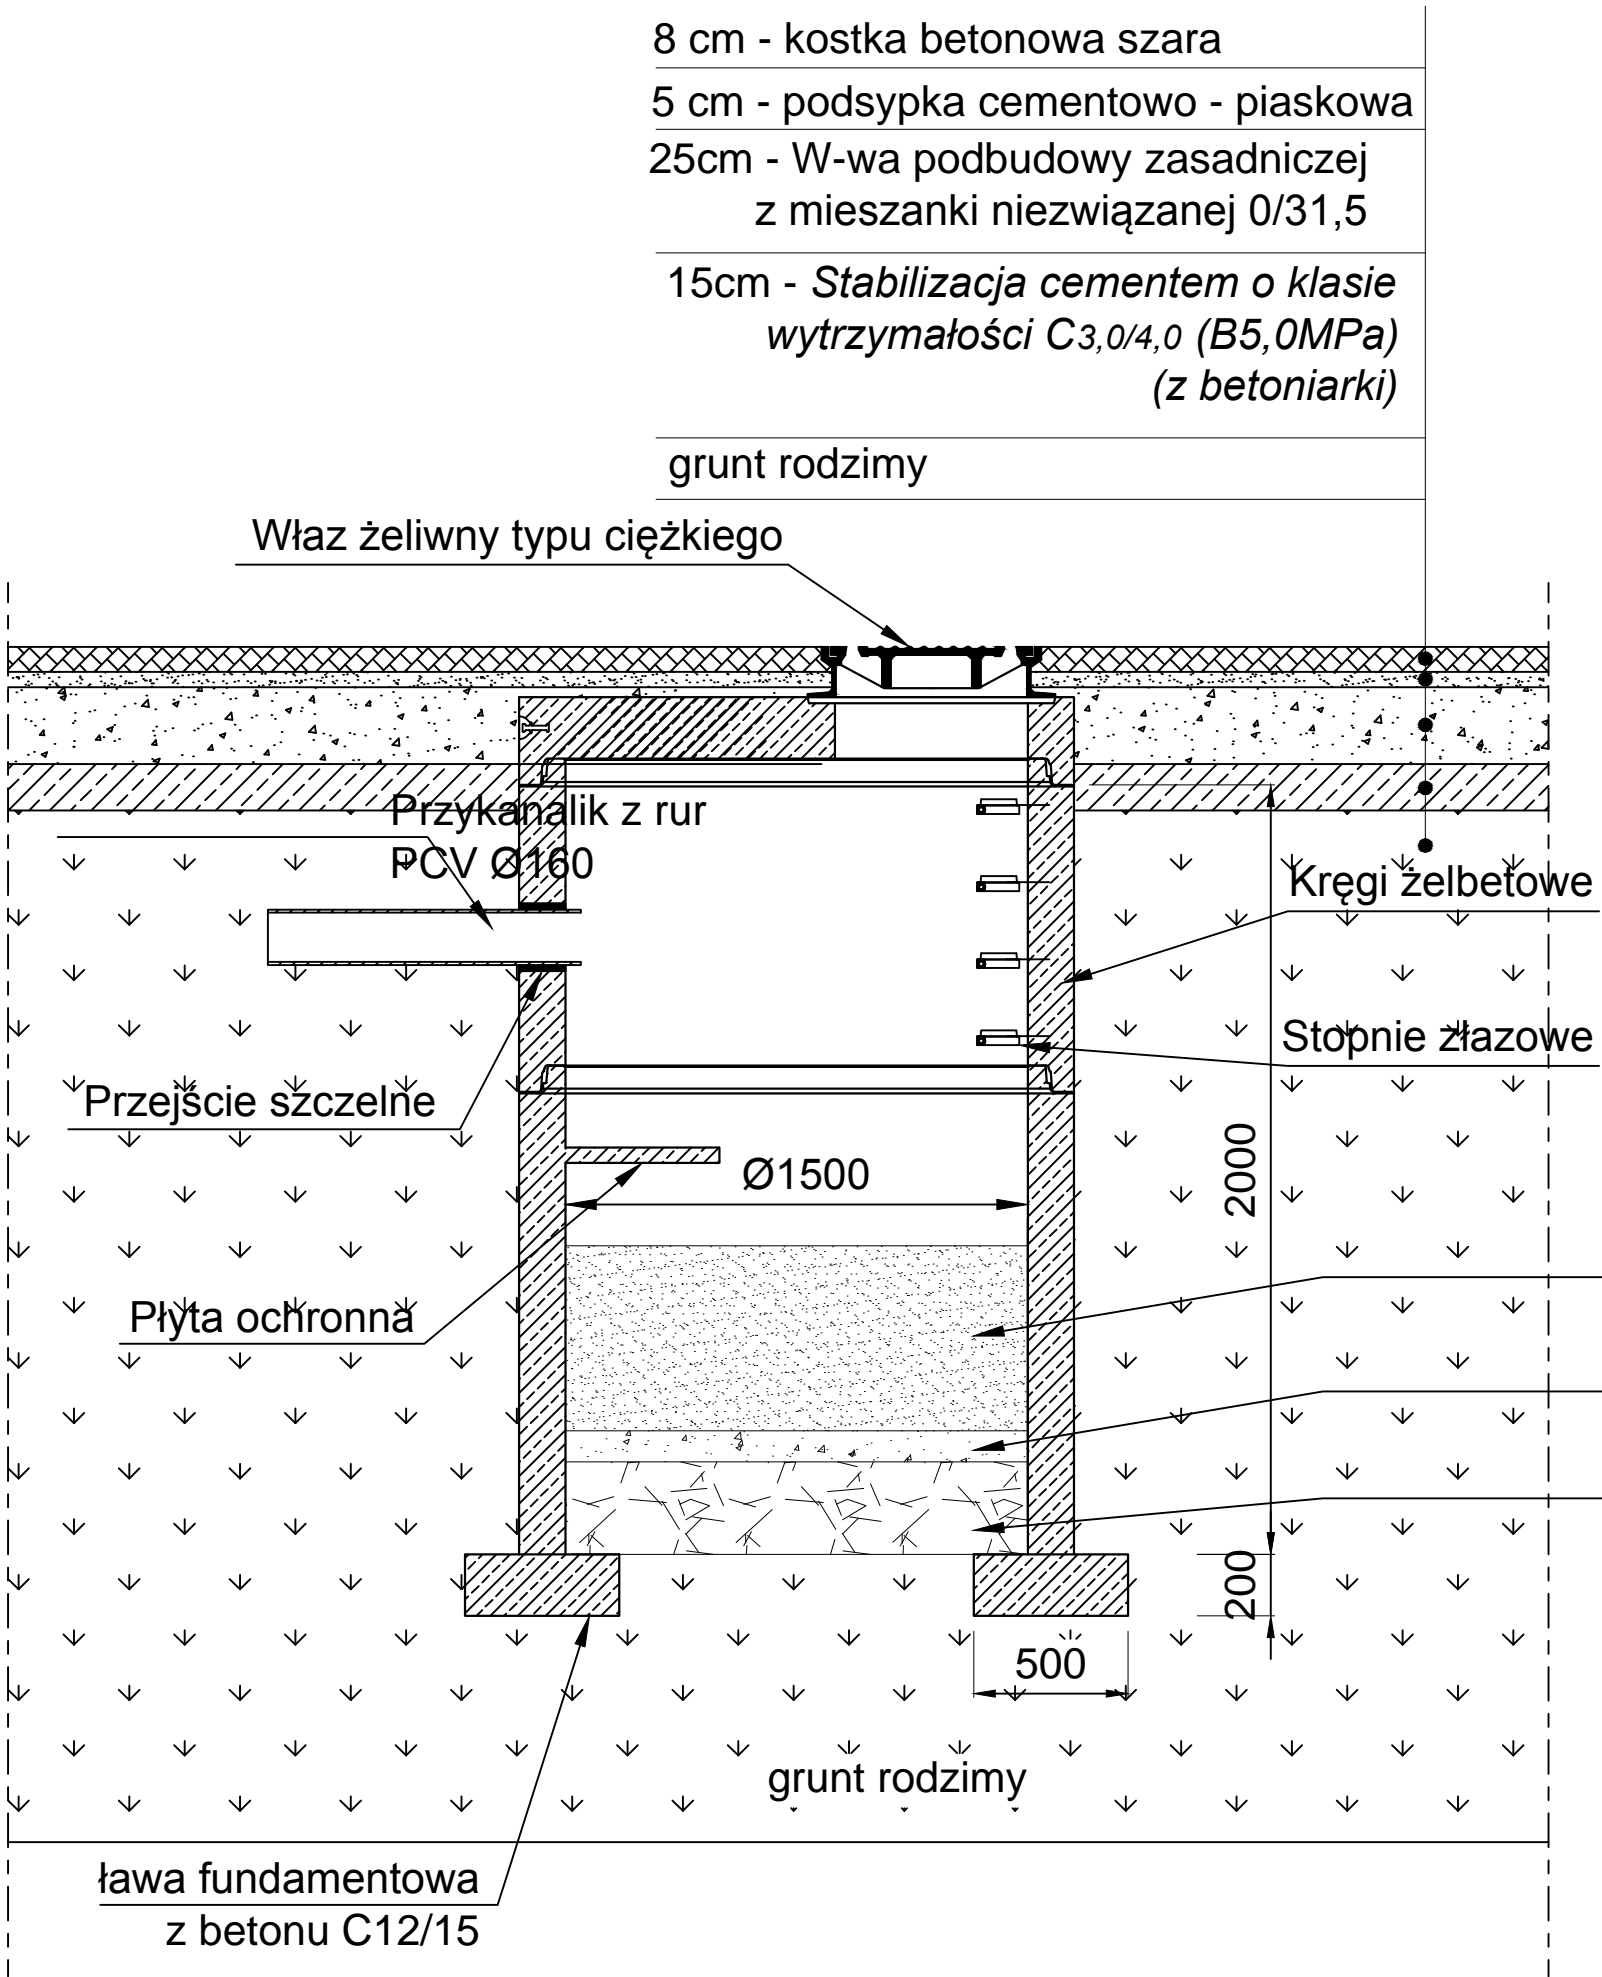 8 cm - kostka betonowa szara
5 cm - podsypka cementowo - piaskowa
25cm - W-wa podbudowy zasadniczej
z mieszanki niezwiązanej 0/31,5
15cm - Stabilizacja cementem o klasie
wytrzymałości C3,0/4,0 (B5,0MPa)
(z betoniarki)
grunt rodzimy
Właz żeliwny typu ciężkiego
Przykanalik z rur
PCV Ø160
Kręgi żelbetowe
Stopnie złazowe
Przejście szczelne
Ø1500
2000
Płyta ochronna
200
500
grunt rodzimy
ława fundamentowa
z betonu C12/15